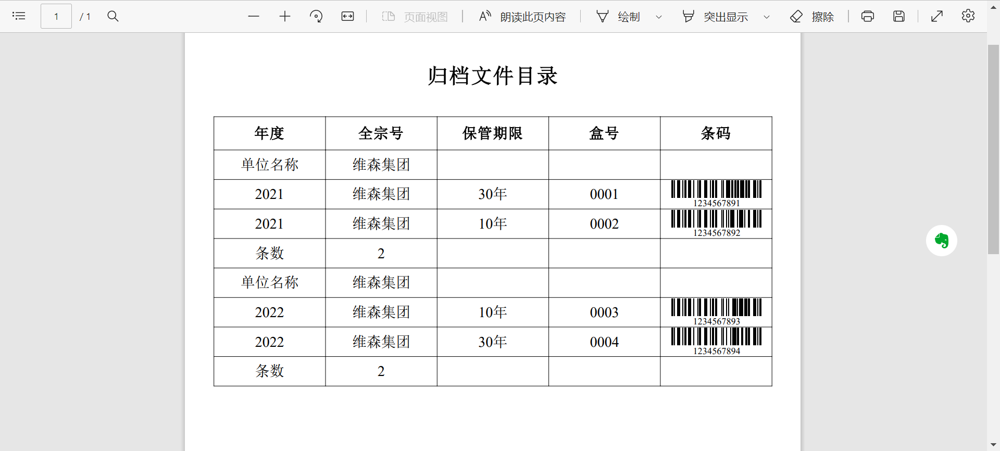 1 / 1 页面视图 朗读此页内容 绘制 突出显示 擦除
归档文件目录
年度 全宗号 保管期限 盒号 条码
单位名称 维森集团
2021 维森集团 30年 0001 1234567891
2021 维森集团 10年 0002 1234567892
条数 2
单位名称 维森集团
2022 维森集团 10年 0003 1234567893
2022 维森集团 30年 0004 1234567894
条数 2